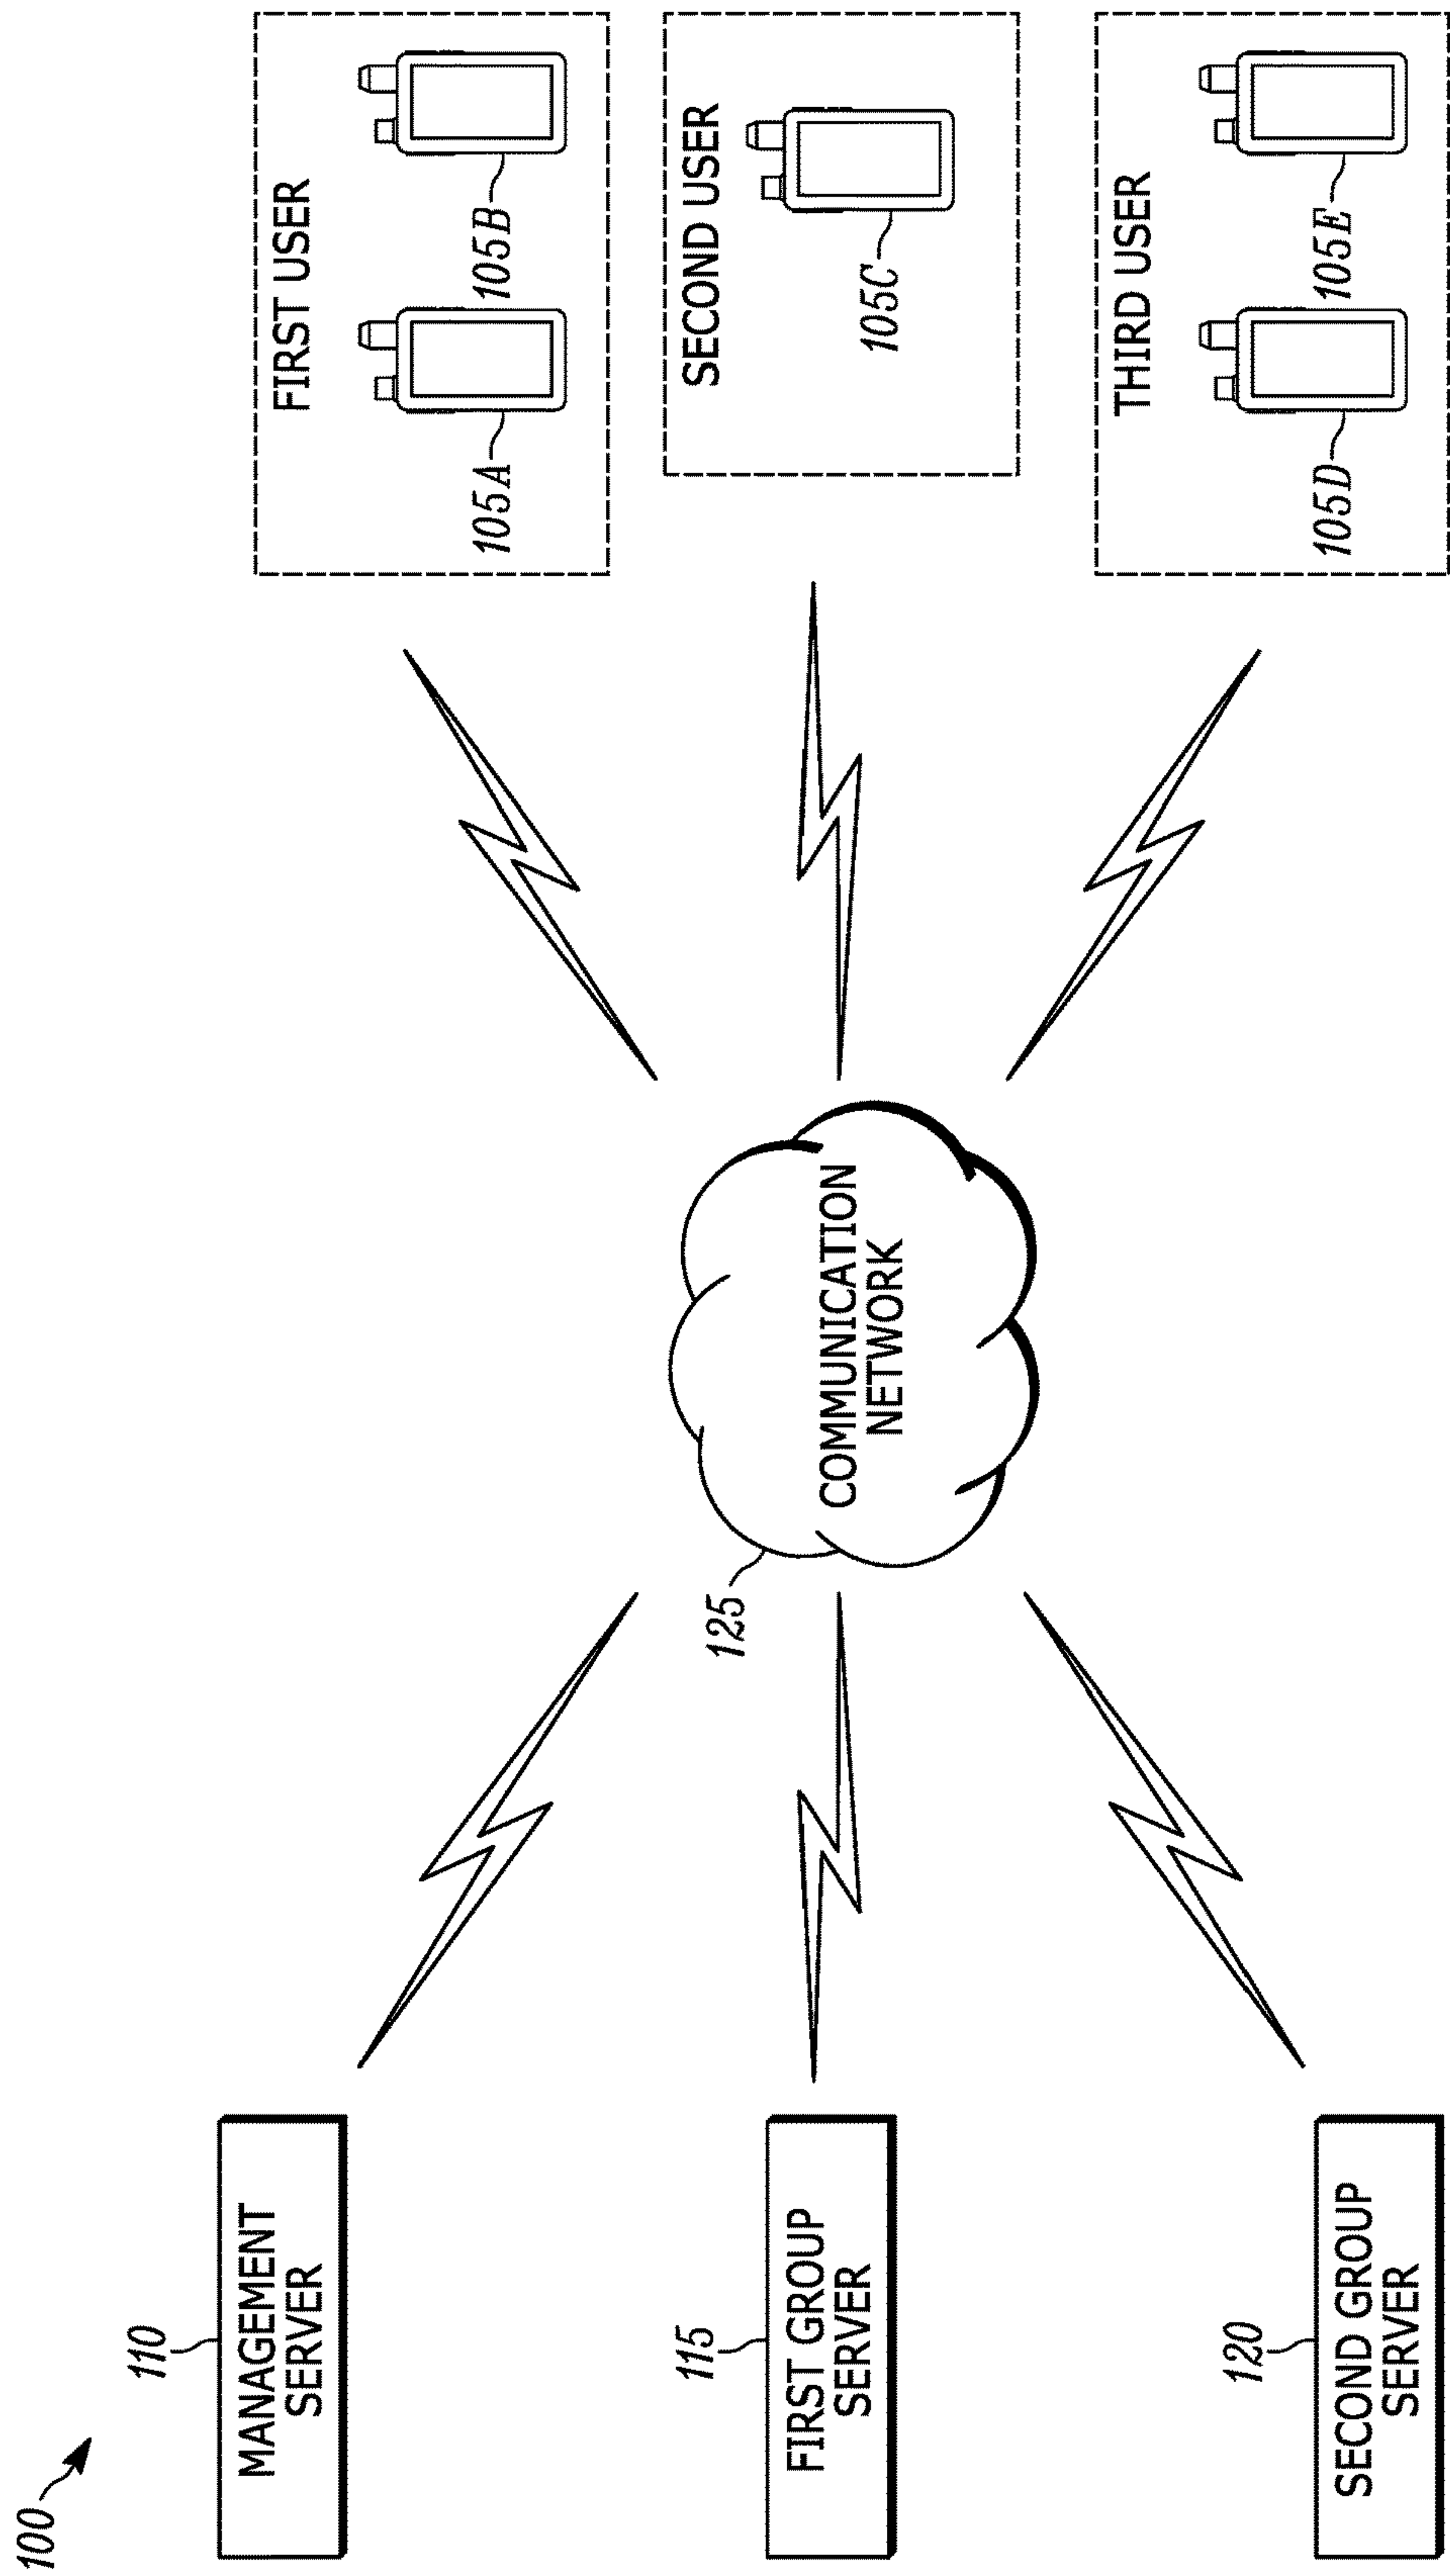 100
110
MANAGEMENT
SERVER
115
FIRST GROUP
SERVER
120
SECOND GROUP
SERVER
125
COMMUNICATION
NETWORK
FIRST USER
105A
105B
SECOND USER
105C
THIRD USER
105D
105E